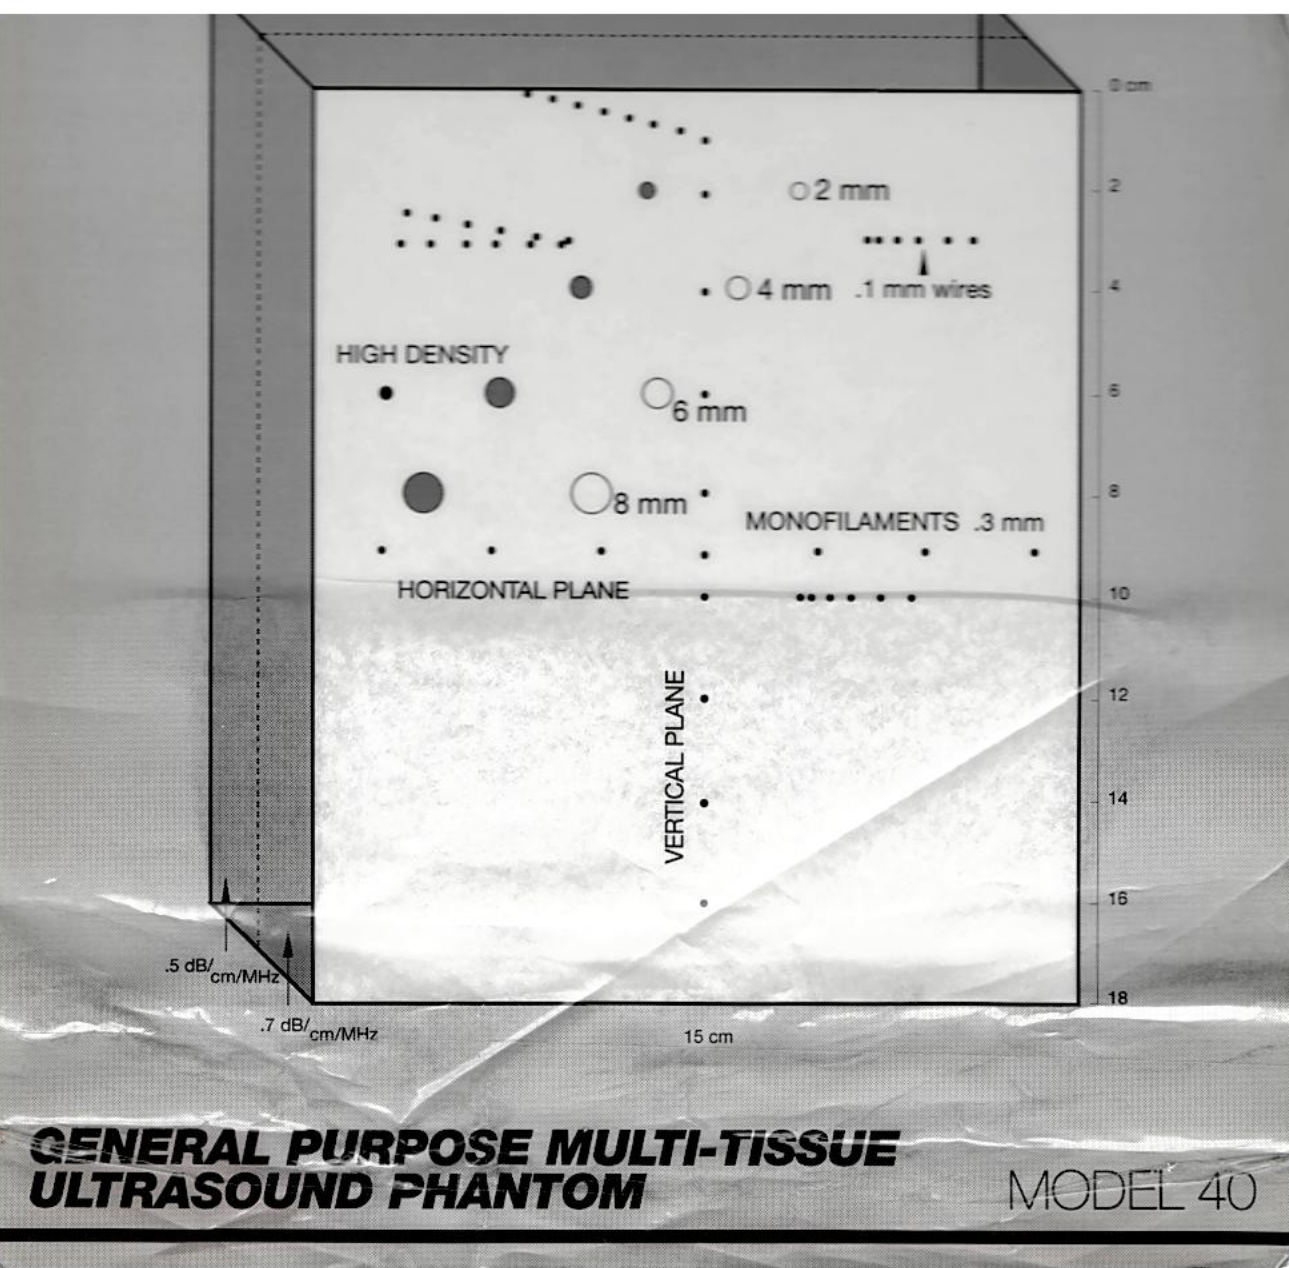 0 cm
2 mm
2
4 mm
.1 mm wires
4
HIGH DENSITY
6
6 mm
8
8 mm
MONOFILAMENTS .3 mm
HORIZONTAL PLANE
10
VERTICAL PLANE
12
14
16
.5 dB/cm/MHz
18
.7 dB/cm/MHz
15 cm
GENERAL PURPOSE MULTI-TISSUE
ULTRASOUND PHANTOM
MODEL 40